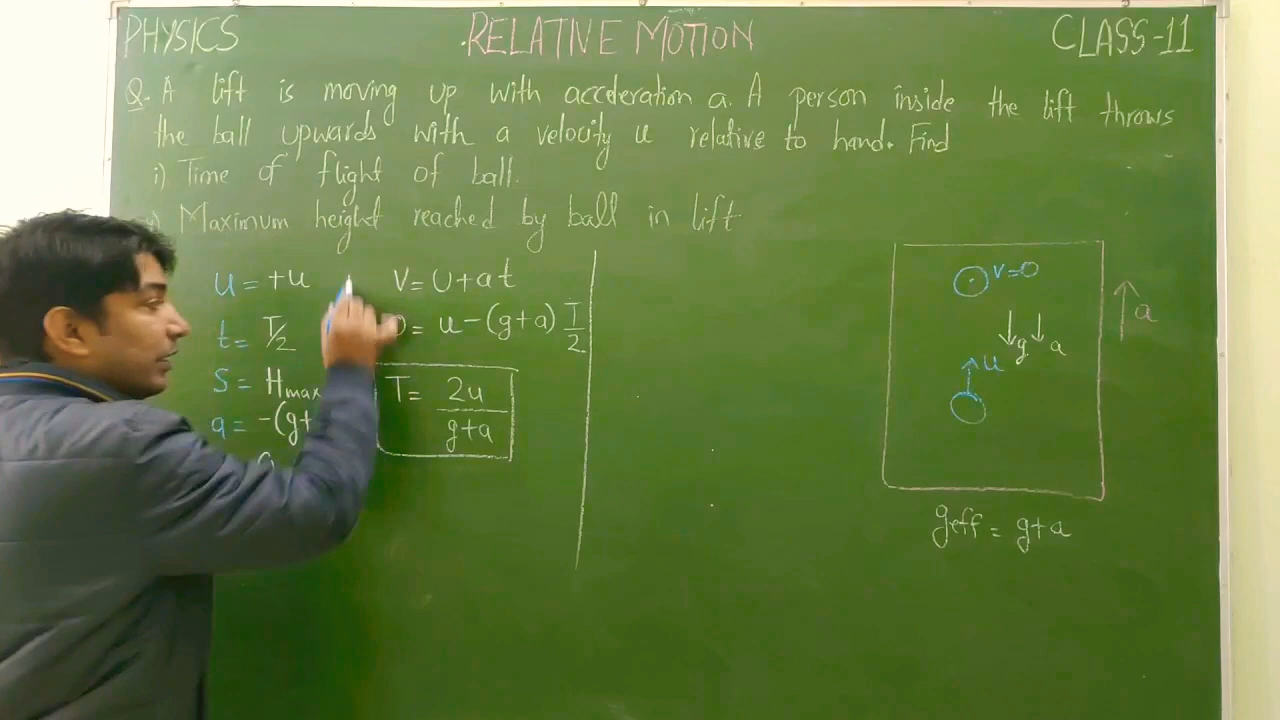 PHYSICS
RELATIVE MOTION
CLASS-11
Q. A lift is moving up with acceleration a. A person inside the lift throws
the ball upwards with a velocity u relative to hand. Find
i) Time of flight of ball.
) Maximum height reached by ball in lift
u = +u
t = T/2
S = Hmax
a = -(g+
V = U + at
0 = u - (g+a) T/2
T = 2u/g+a
v=0
g
a
u
a
geff = g+a